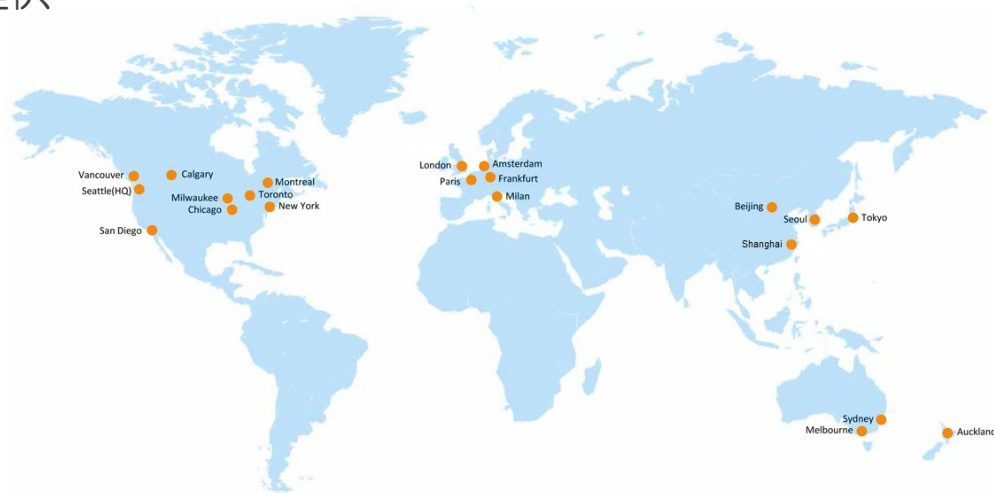 Vancouver
Calgary
Seattle(HQ)
Montreal
Milwaukee
Toronto
Chicago
New York
San Diego
London
Amsterdam
Paris
Frankfurt
Milan
Beijing
Seoul
Tokyo
Shanghai
Sydney
Melbourne
Auckland